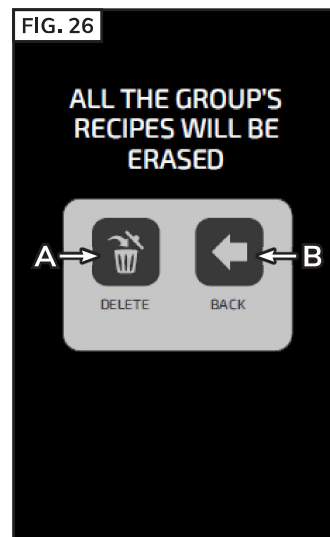 FIG. 26
ALL THE GROUP'S
RECIPES WILL BE
ERASED
A
B
DELETE BACK